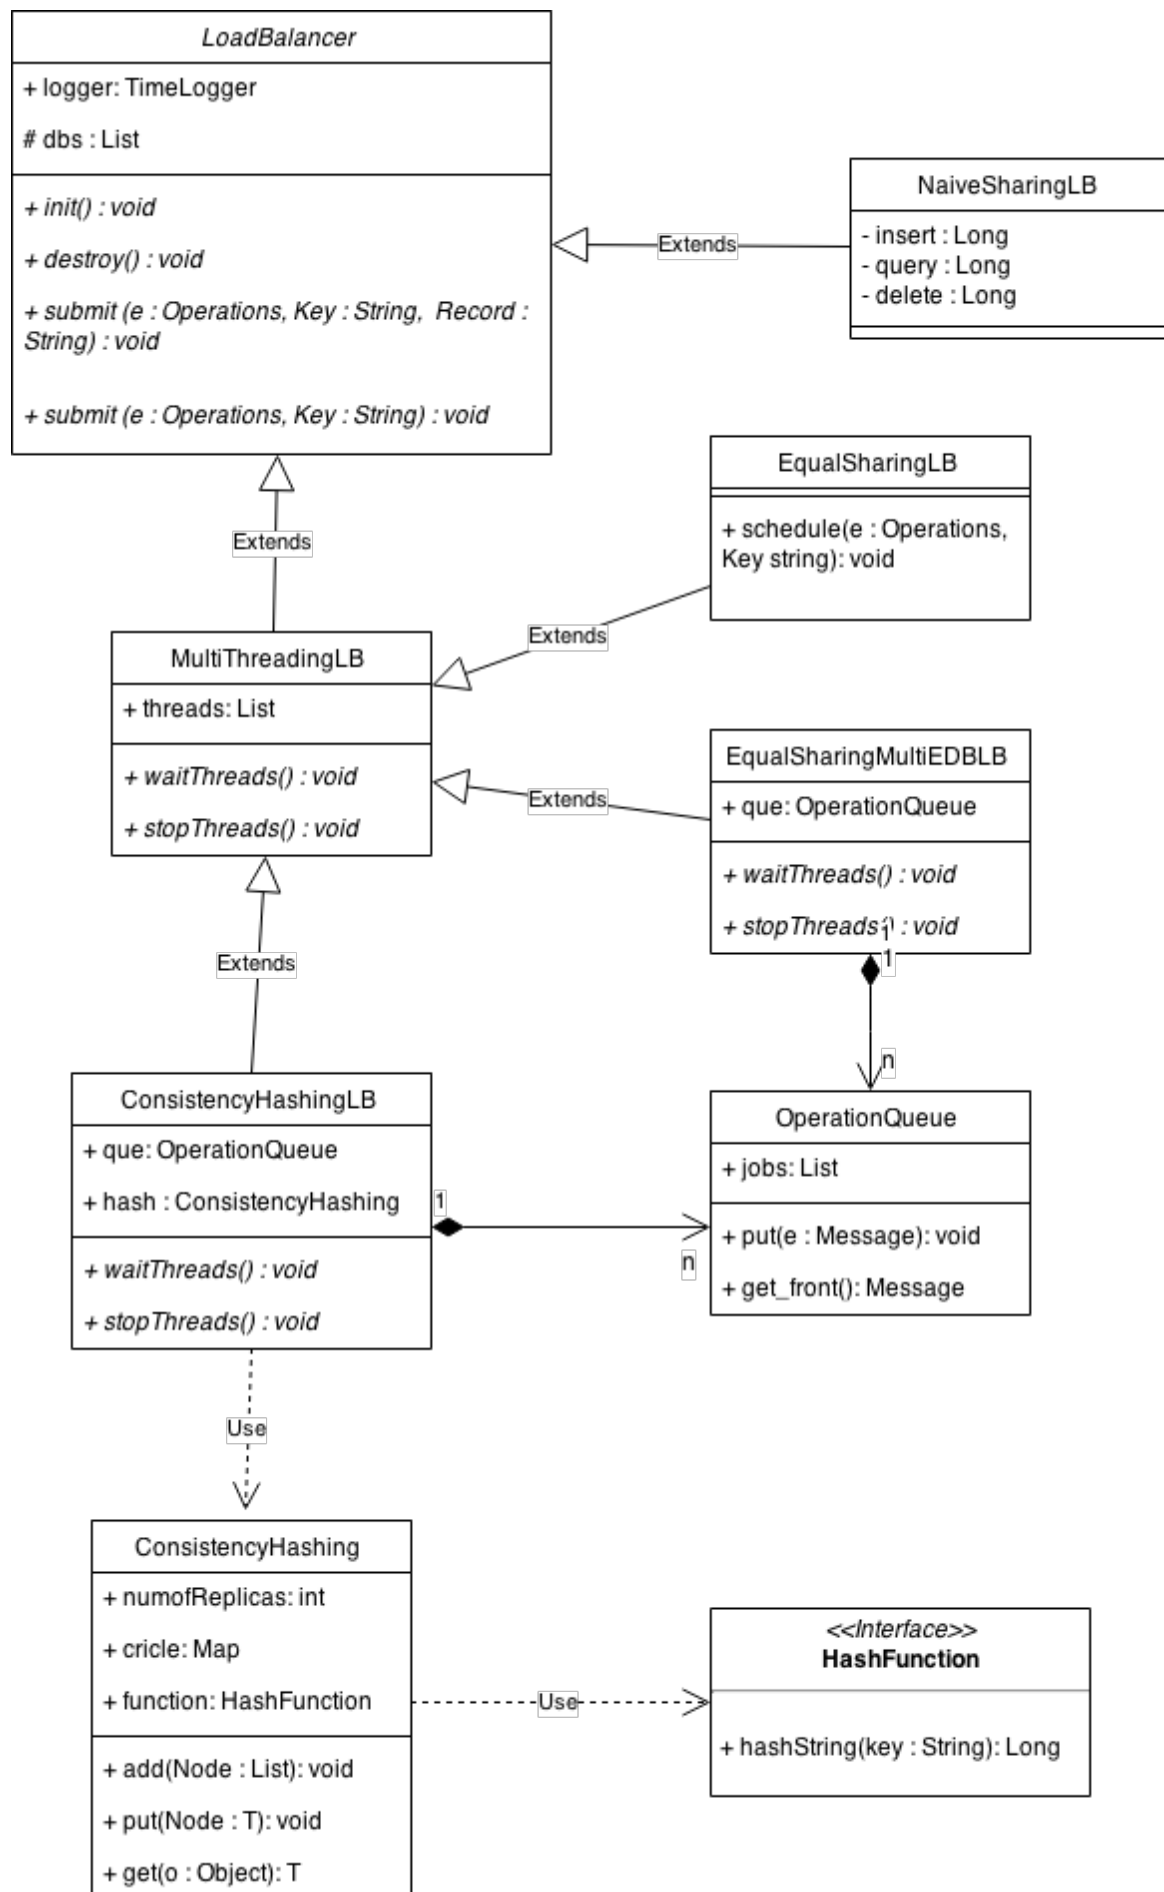 LoadBalancer
+ logger: TimeLogger
# dbs : List
+ init() : void
+ destroy() : void
+ submit (e : Operations, Key : String,  Record :
String) : void
+ submit (e : Operations, Key : String) : void
Extends
NaiveSharingLB
- insert : Long
- query : Long
- delete : Long
EqualSharingLB
+ schedule(e : Operations,
Key string): void
Extends
Extends
MultiThreadingLB
+ threads: List
+ waitThreads() : void
+ stopThreads() : void
Extends
EqualSharingMultiEDBLB
+ que: OperationQueue
+ waitThreads() : void
+ stopThreads() : void
1
1
n
Extends
ConsistencyHashingLB
+ que: OperationQueue
+ hash : ConsistencyHashing
+ waitThreads() : void
+ stopThreads() : void
1
n
OperationQueue
+ jobs: List
+ put(e : Message): void
+ get_front(): Message
Use
ConsistencyHashing
+ numofReplicas: int
+ cricle: Map
+ function: HashFunction
+ add(Node : List): void
+ put(Node : T): void
+ get(o : Object): T
Use
<<Interface>>
HashFunction
+ hashString(key : String): Long